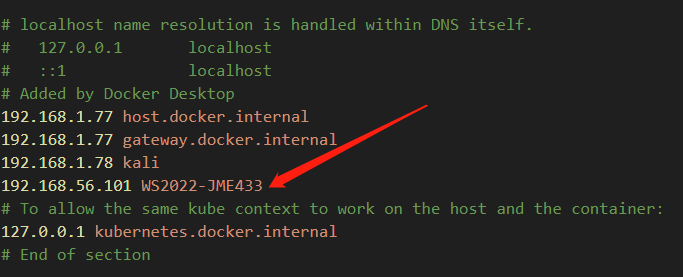 # localhost name resolution is handled within DNS itself.
#   127.0.0.1       localhost
#   ::1             localhost
# Added by Docker Desktop
192.168.1.77 host.docker.internal
192.168.1.77 gateway.docker.internal
192.168.1.78 kali
192.168.56.101 WS2022-JME433
# To allow the same kube context to work on the host and the container:
127.0.0.1 kubernetes.docker.internal
# End of section